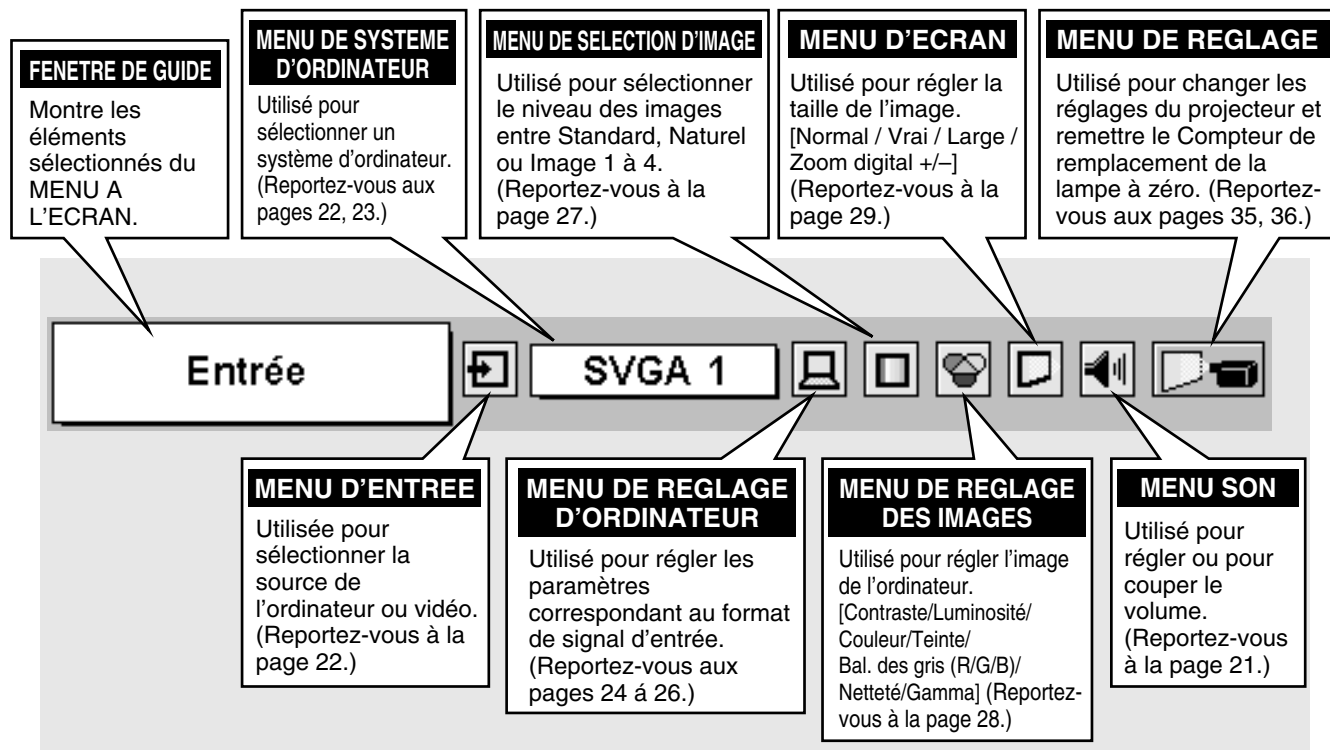 FENETRE DE GUIDE
Montre les
éléments
sélectionnés du
MENU A
L'ECRAN.
MENU DE SYSTEME
D'ORDINATEUR
Utilisé pour
sélectionner un
système d'ordinateur.
(Reportez-vous aux
pages 22, 23.)
MENU DE SELECTION D'IMAGE
Utilisé pour sélectionner
le niveau des images
entre Standard, Naturel
ou Image 1 à 4.
(Reportez-vous à la
page 27.)
MENU D'ECRAN
Utilisé pour régler la
taille de l'image.
[Normal / Vrai / Large /
Zoom digital +/–]
(Reportez-vous à la
page 29.)
MENU DE REGLAGE
Utilisé pour changer les
réglages du projecteur et
remettre le Compteur de
remplacement de la
lampe à zéro. (Reportez-
vous aux pages 35, 36.)
Entrée
SVGA 1
MENU D'ENTREE
Utilisée pour
sélectionner la
source de
l'ordinateur ou vidéo.
(Reportez-vous à la
page 22.)
MENU DE REGLAGE
D'ORDINATEUR
Utilisé pour régler les
paramètres
correspondant au format
de signal d'entrée.
(Reportez-vous aux
pages 24 á 26.)
MENU DE REGLAGE
DES IMAGES
Utilisé pour régler l'image
de l'ordinateur.
[Contraste/Luminosité/
Couleur/Teinte/
Bal. des gris (R/G/B)/
Netteté/Gamma] (Reportez-
vous à la page 28.)
MENU SON
Utilisé pour
régler ou pour
couper le
volume.
(Reportez-vous
à la page 21.)